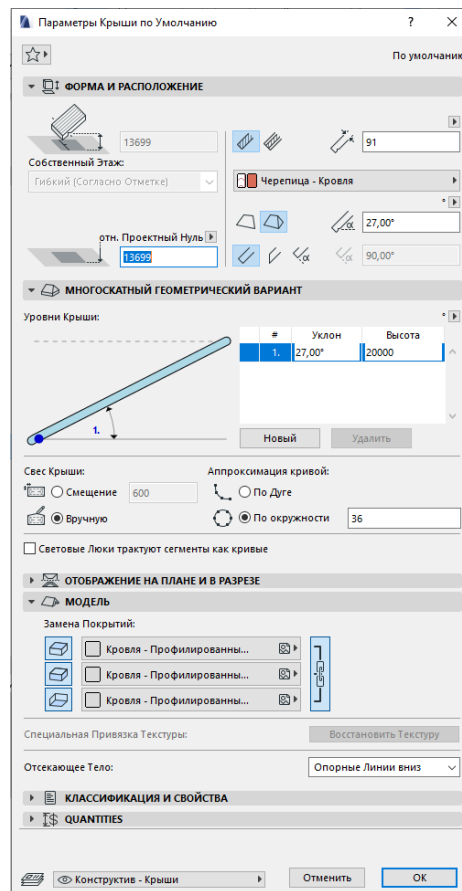 Параметры Крыши по Умолчанию ? ×
По умолчанию
ФОРМА И РАСПОЛОЖЕНИЕ
13699
91
Собственный Этаж:
Гибкий (Согласно Отметке)
Черепица - Кровля
°
27,00°
отн. Проектный Нуль
13699
α
90,00°
МНОГОСКАТНЫЙ ГЕОМЕТРИЧЕСКИЙ ВАРИАНТ
Уровни Крыши: °
# Уклон Высота
1. 27,00° 20000
1.
Новый Удалить
Свес Крыши: Аппроксимация кривой:
Смещение 600 По Дуге
Вручную По окружности 36
Световые Люки трактуют сегменты как кривые
ОТОБРАЖЕНИЕ НА ПЛАНЕ И В РАЗРЕЗЕ
МОДЕЛЬ
Замена Покрытий:
Кровля - Профилированны...
Кровля - Профилированны...
Кровля - Профилированны...
Специальная Привязка Текстуры: Восстановить Текстуру
Отсекающее Тело: Опорные Линии вниз
КЛАССИФИКАЦИЯ И СВОЙСТВА
QUANTITIES
Конструктив - Крыши Отменить OK